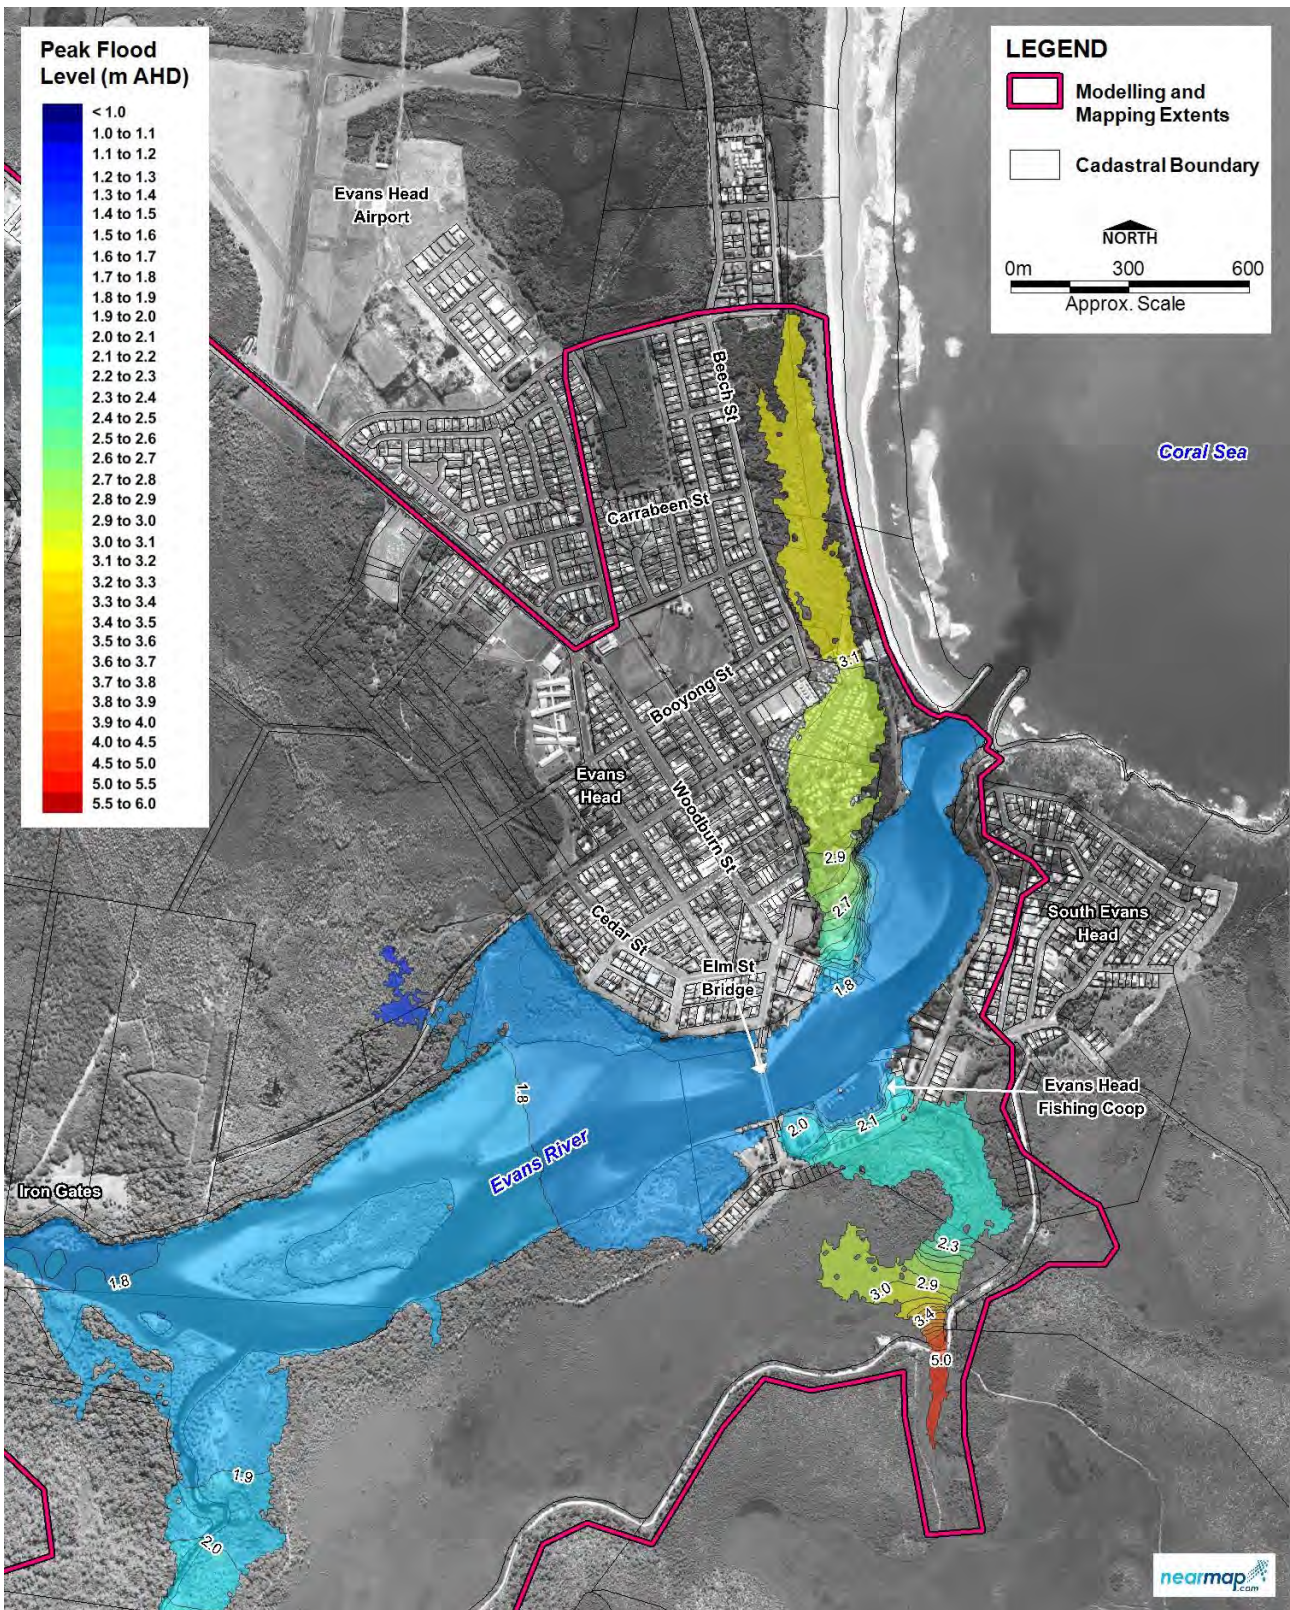 Peak Flood
Level (m AHD)
< 1.0
1.0 to 1.1
1.1 to 1.2
1.2 to 1.3
1.3 to 1.4
1.4 to 1.5
1.5 to 1.6
1.6 to 1.7
1.7 to 1.8
1.8 to 1.9
1.9 to 2.0
2.0 to 2.1
2.1 to 2.2
2.2 to 2.3
2.3 to 2.4
2.4 to 2.5
2.5 to 2.6
2.6 to 2.7
2.7 to 2.8
2.8 to 2.9
2.9 to 3.0
3.0 to 3.1
3.1 to 3.2
3.2 to 3.3
3.3 to 3.4
3.4 to 3.5
3.5 to 3.6
3.6 to 3.7
3.7 to 3.8
3.8 to 3.9
3.9 to 4.0
4.0 to 4.5
4.5 to 5.0
5.0 to 5.5
5.5 to 6.0
LEGEND
Modelling and
Mapping Extents
Cadastral Boundary
NORTH
0m 300 600
Approx. Scale
Evans Head
Airport
Beech St
Coral Sea
Carrabeen St
3.1
Booyong St
Evans
Head
Woodburn St
2.9
2.7
Cedar St
South Evans
Head
Elm St
Bridge
1.8
1.8
Evans Head
Fishing Coop
2.0
2.1
Evans River
Iron Gates
1.8
2.3
2.9
3.0
3.4
5.0
1.9
2.0
nearmap
.com